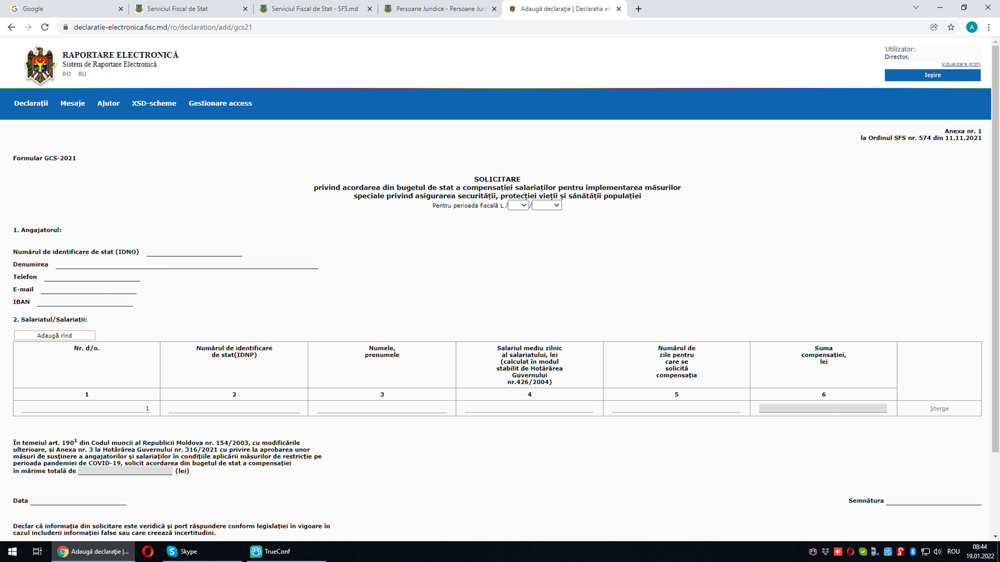 Google
Serviciul Fiscal de Stat
Serviciul Fiscal de Stat - SFS.md
Persoane Juridice - Persoane Juri
Adaugă declarație | Declaratia ele
declaratie-electronica.fisc.md/ro/declaration/add/gcs21
A
RAPORTARE ELECTRONICĂ
Sistem de Raportare Electronică
RO RU
Utilizator:
Director,
Vizualizare profil
Ieșire
Declarații Mesaje Ajutor XSD-scheme Gestionare access
Anexa nr. 1
la Ordinul SFS nr. 574 din 11.11.2021
Formular GCS-2021
SOLICITARE
privind acordarea din bugetul de stat a compensației salariaților pentru implementarea măsurilor
speciale privind asigurarea securității, protecției vieții și sănătății populației
Pentru perioada fiscală L / /
1. Angajatorul:
Numărul de identificare de stat (IDNO)
Denumirea
Telefon
E-mail
IBAN
2. Salariatul/Salariații:
Adaugă rînd
Nr. d/o.
Numărul de identificare
de stat(IDNP)
Numele,
prenumele
Salariul mediu zilnic
al salariatului, lei
(calculat în modul
stabilit de Hotărârea
Guvernului
nr.426/2004)
Numărul de
zile pentru
care se
solicită
compensația
Suma
compensației,
lei
1 2 3 4 5 6
1
Șterge
În temeiul art. 190¹ din Codul muncii al Republicii Moldova nr. 154/2003, cu modificările
ulterioare, și Anexa nr. 3 la Hotărârea Guvernului nr. 316/2021 cu privire la aprobarea unor
măsuri de susținere a angajatorilor și salariaților în condițiile aplicării măsurilor de restricție pe
perioada pandemiei de COVID-19, solicit acordarea din bugetul de stat a compensației
în mărime totală de (lei)
Data
Semnătura
Declar că informația din solicitare este veridică și port răspundere conform legislației în vigoare în
cazul includerii informației false sau care creează incertitudini.
Adaugă declarație |...
Skype
TrueConf
ROU
08:44
19.01.2022